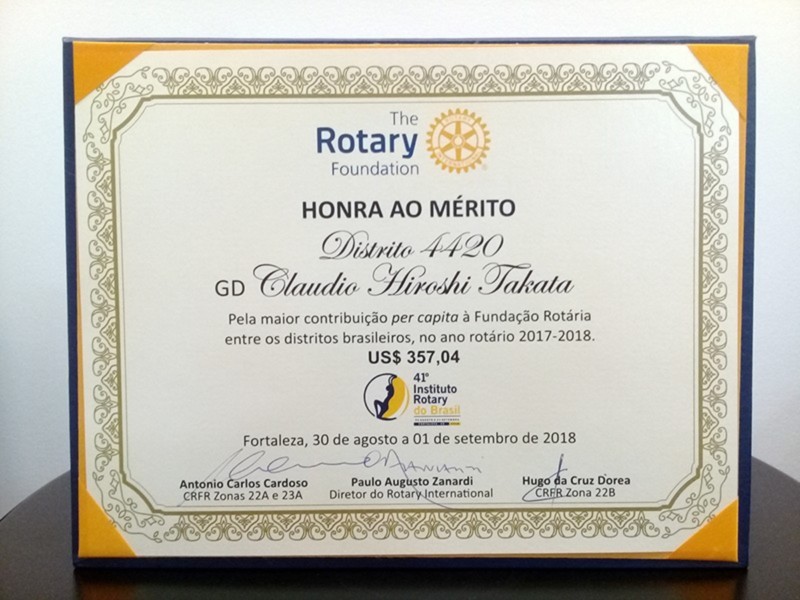 The
Rotary
Foundation
HONRA AO MÉRITO
Distrito 4420
GD Claudio Hiroshi Takata
Pela maior contribuição per capita à Fundação Rotária
entre os distritos brasileiros, no ano rotário 2017-2018.
US$ 357,04
41º
Instituto
Rotary
do Brasil
Fortaleza, 30 de agosto a 01 de setembro de 2018
Antonio Carlos Cardoso Paulo Augusto Zanardi Hugo da Cruz Dorea
CRFR Zonas 22A e 23A Diretor do Rotary International CRFR Zona 22B